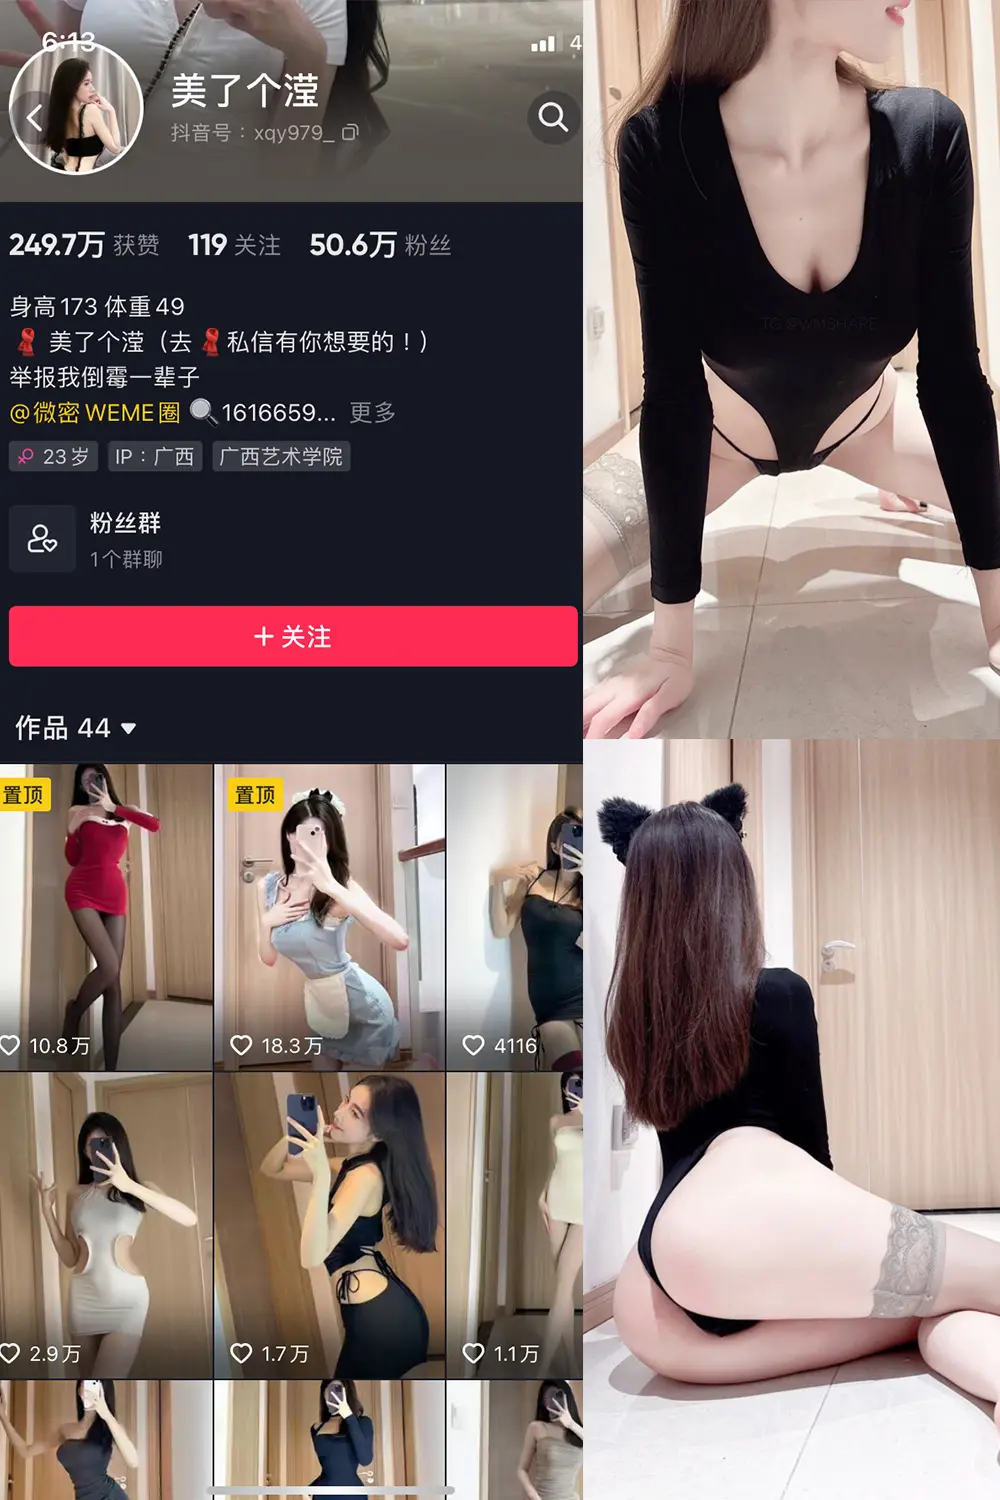 6:13
4
美了个滢
抖音号：xqy979_
249.7万 获赞 119 关注 50.6万 粉丝
身高173 体重49
🧣 美了个滢（去 🧣 私信有你想要的！）
举报我倒霉一辈子
@微密 WEME圈 🔍 1616659... 更多
23岁 IP：广西 广西艺术学院
粉丝群
1个群聊
+ 关注
作品 44
置顶
置顶
10.8万
18.3万
4116
2.9万
1.7万
1.1万
TG @WMSHARE